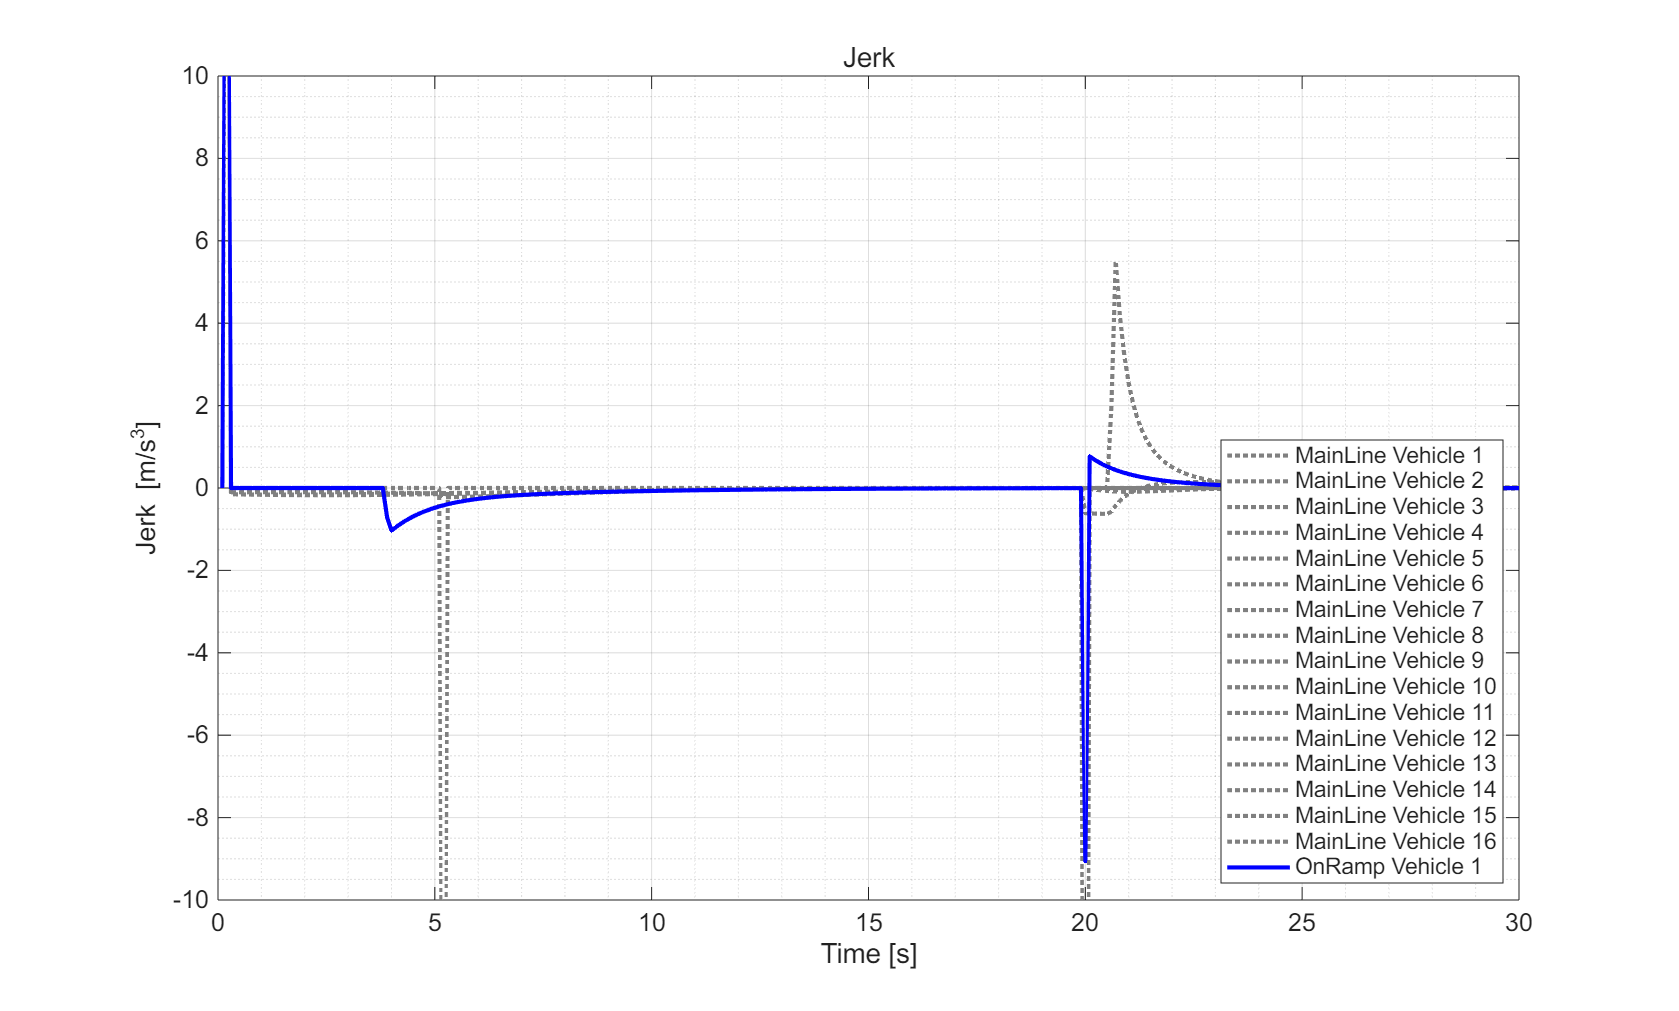 Jerk
10
8
6
4
2
0
-2
-4
-6
-8
-10
Jerk [m/s³]
0 5 10 15 20 25 30
Time [s]
MainLine Vehicle 1
MainLine Vehicle 2
MainLine Vehicle 3
MainLine Vehicle 4
MainLine Vehicle 5
MainLine Vehicle 6
MainLine Vehicle 7
MainLine Vehicle 8
MainLine Vehicle 9
MainLine Vehicle 10
MainLine Vehicle 11
MainLine Vehicle 12
MainLine Vehicle 13
MainLine Vehicle 14
MainLine Vehicle 15
MainLine Vehicle 16
OnRamp Vehicle 1